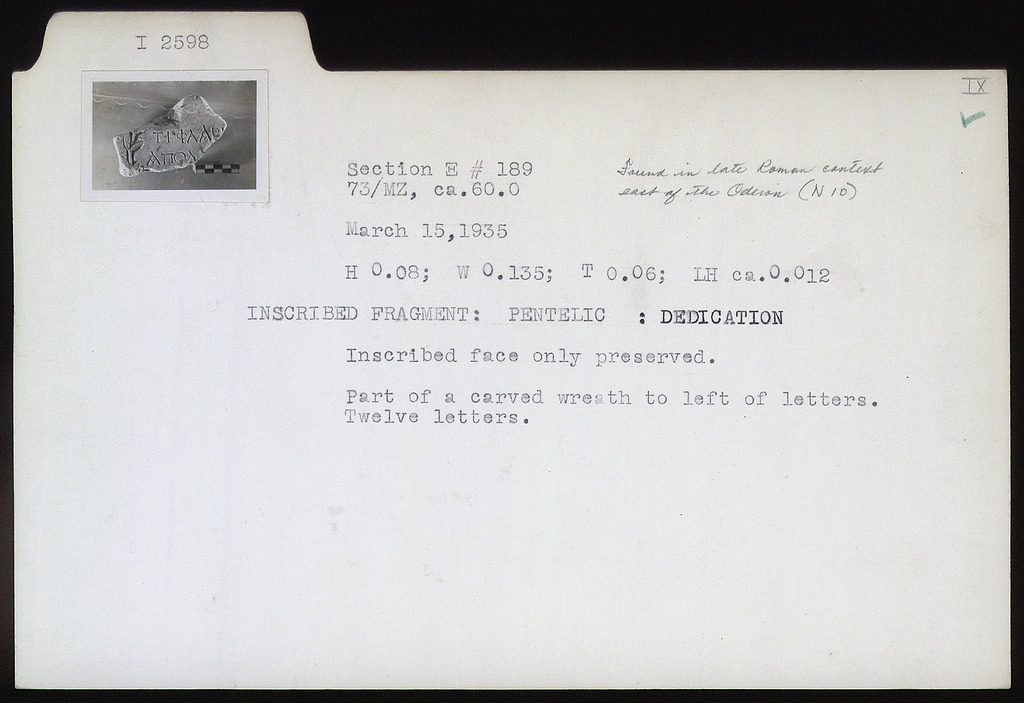 I 2598
IX
ΤΙΦΛΑ
ΑΠΟΛ
Section E # 189
73/MZ, ca.60.0
Found in late Roman context
east of the Odeion (N 10)
March 15,1935
H 0.08; W 0.135; T 0.06; LH ca.0.012
INSCRIBED FRAGMENT: PENTELIC : DEDICATION
Inscribed face only preserved.
Part of a carved wreath to left of letters.
Twelve letters.